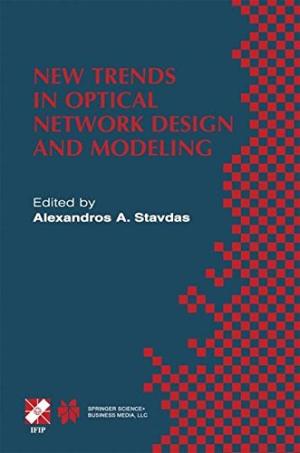 NEW TRENDS
IN OPTICAL
NETWORK DESIGN
AND MODELING
Edited by
Alexandros A. Stavdas
IFIP
SPRINGER SCIENCE+
BUSINESS MEDIA, LLC